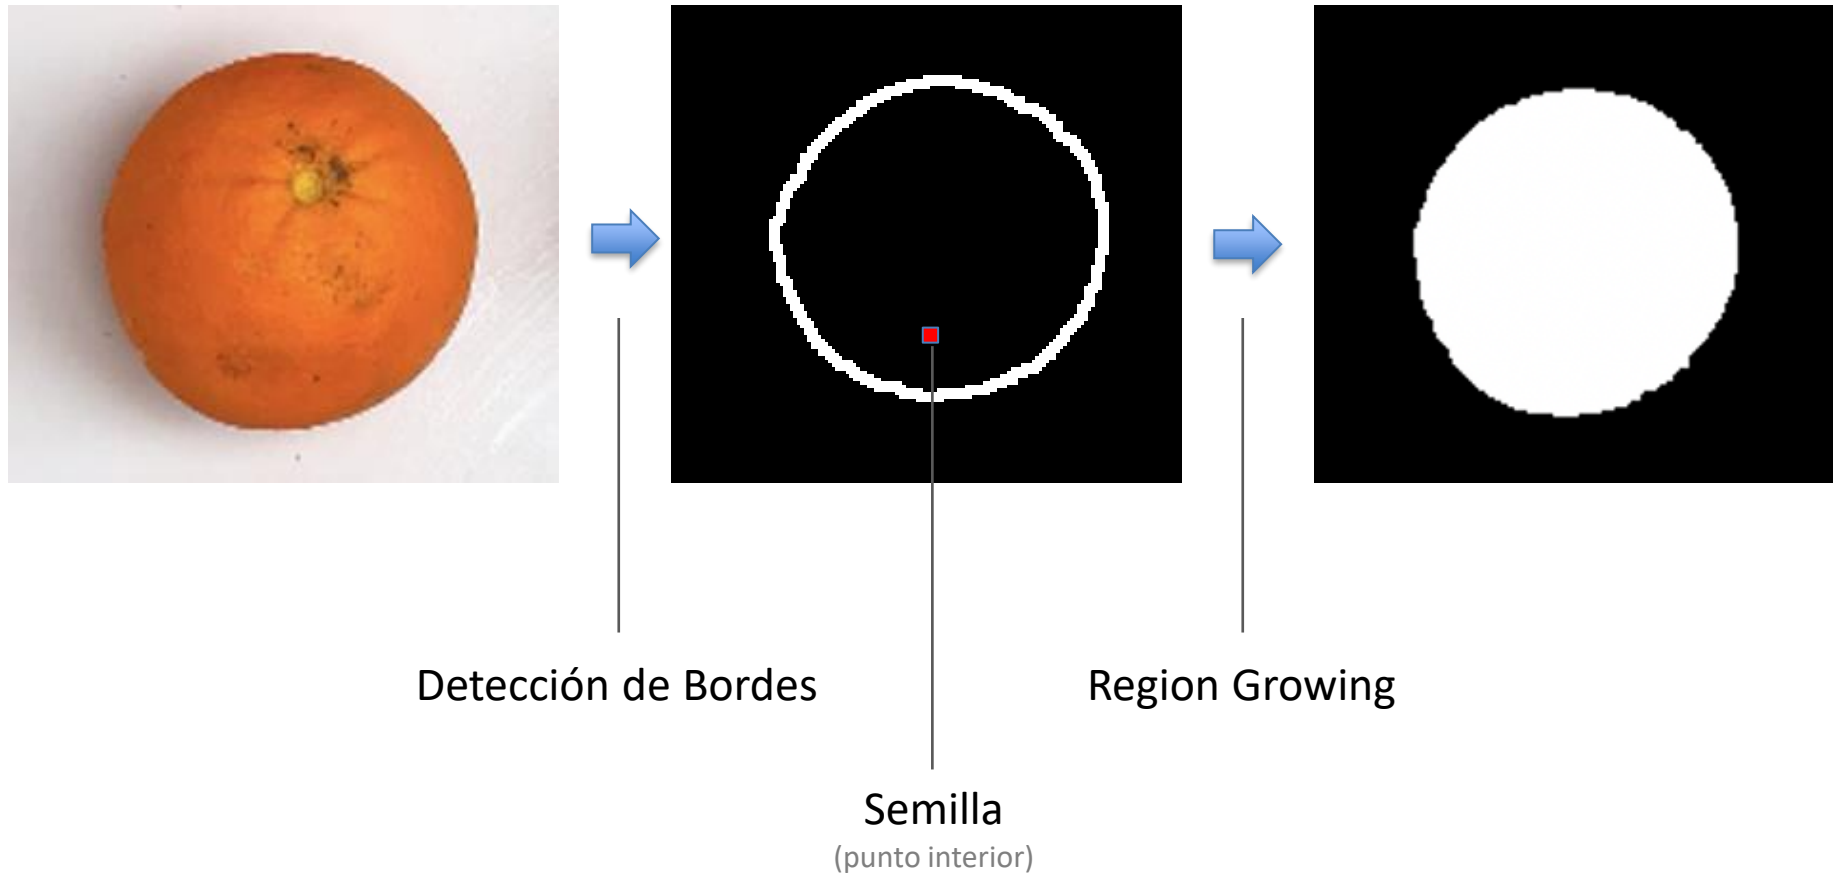 Detección de Bordes
Region Growing
Semilla
(punto interior)